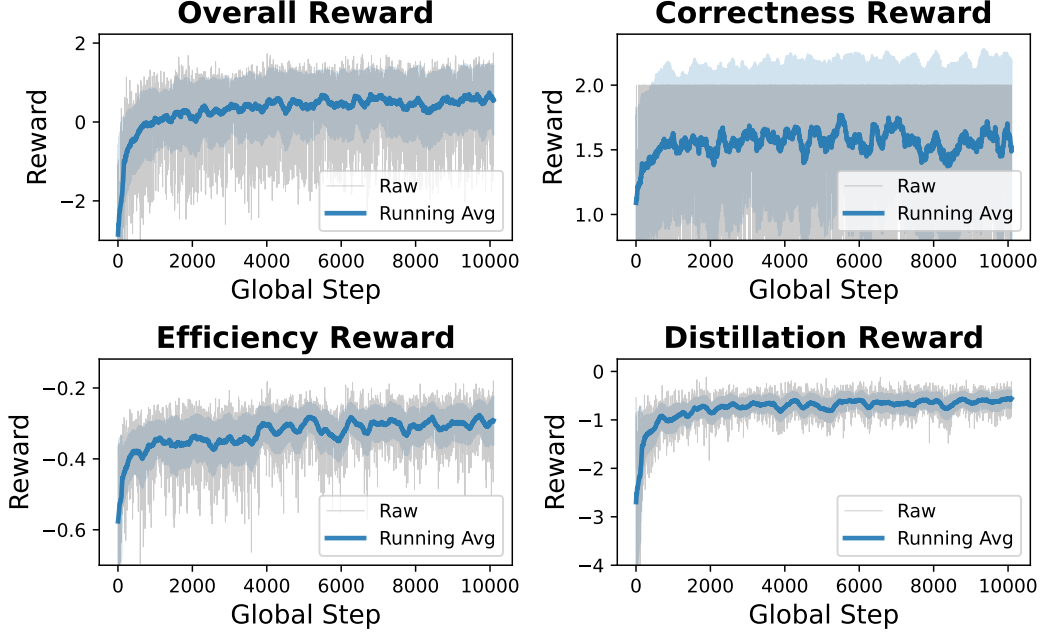 Overall Reward
Reward
2
0
−2
0 2000 4000 6000 8000 10000
Global Step
Raw
Running Avg
Correctness Reward
Reward
2.0
1.5
1.0
0 2000 4000 6000 8000 10000
Global Step
Raw
Running Avg
Efficiency Reward
Reward
−0.2
−0.4
−0.6
0 2000 4000 6000 8000 10000
Global Step
Raw
Running Avg
Distillation Reward
Reward
0
−1
−2
−3
−4
0 2000 4000 6000 8000 10000
Global Step
Raw
Running Avg